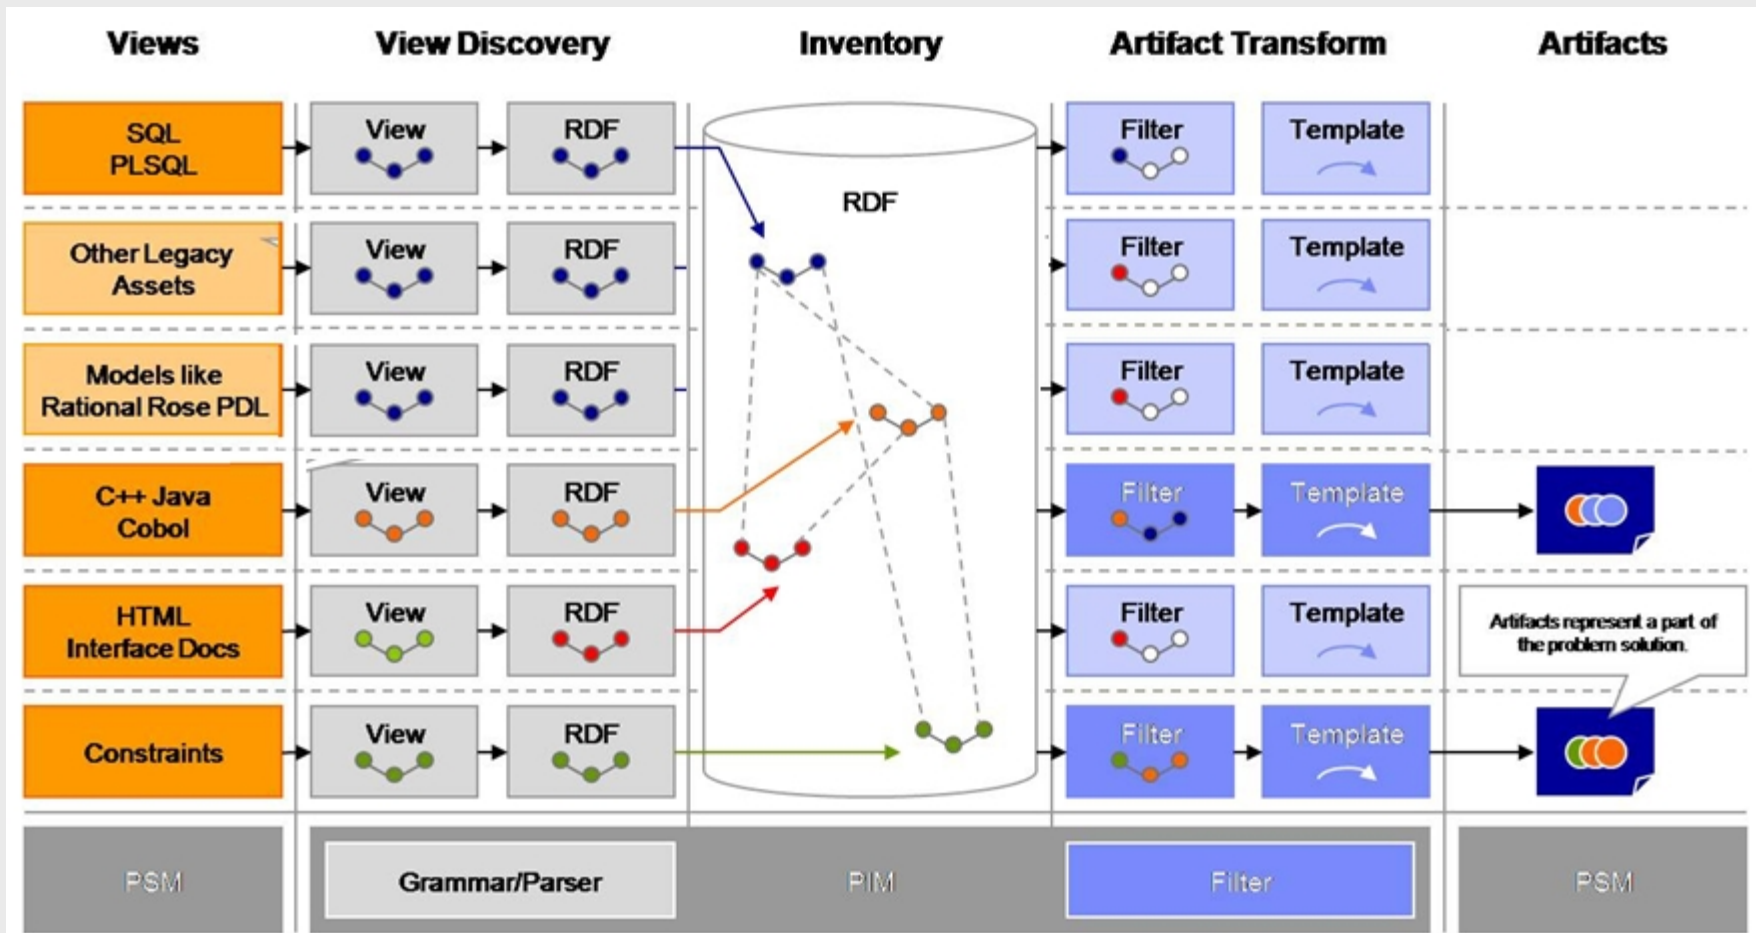 Views
View Discovery
Inventory
Artifact Transform
Artifacts
SQL
PLSQL
View
RDF
RDF
Filter
Template
Other Legacy
Assets
View
RDF
Filter
Template
Models like
Rational Rose PDL
View
RDF
Filter
Template
C++ Java
Cobol
View
RDF
Filter
Template
HTML
Interface Docs
View
RDF
Filter
Template
Artifacts represent a part of
the problem solution.
Constraints
View
RDF
Filter
Template
PSM
Grammar/Parser
PIM
Filter
PSM